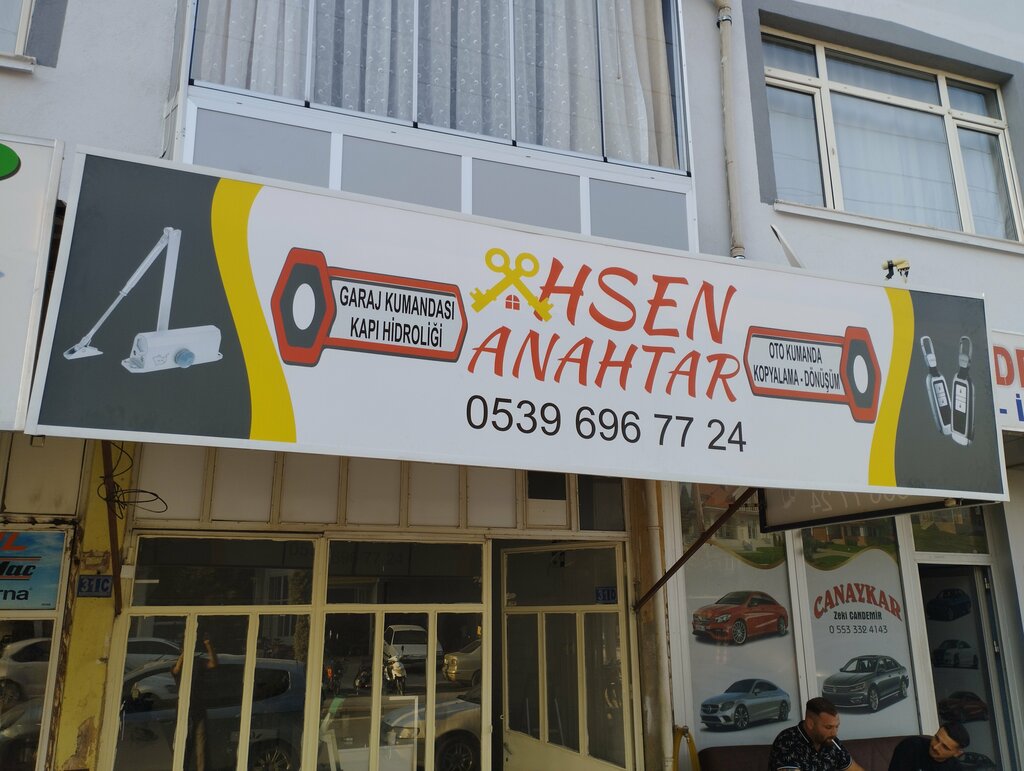 GARAJ KUMANDASI
KAPI HİDROLİĞİ
AHSEN
ANAHTAR
0539 696 77 24
OTO KUMANDA
KOPYALAMA - DÖNÜŞÜM
31C
31D
CANAYKAR
Zeki CANDEMİR
0 553 332 4143